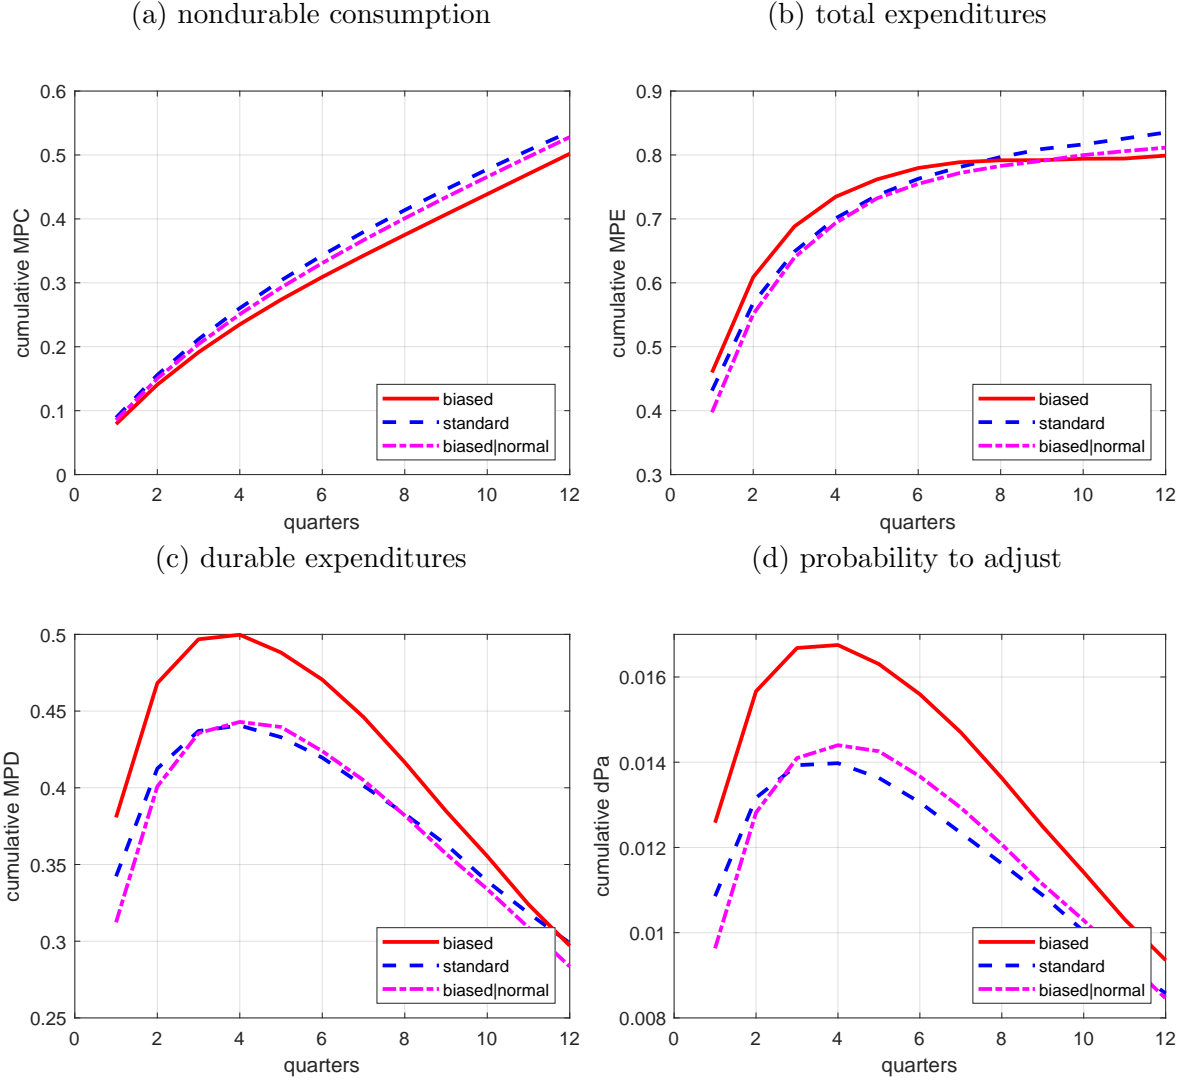 (a) nondurable consumption
0.6
0.5
0.4
0.3
0.2
0.1
0
0 2 4 6 8 10 12
cumulative MPC
quarters
biased
standard
biased|normal
(b) total expenditures
0.9
0.8
0.7
0.6
0.5
0.4
0.3
0 2 4 6 8 10 12
cumulative MPE
quarters
biased
standard
biased|normal
(c) durable expenditures
0.5
0.45
0.4
0.35
0.3
0.25
0 2 4 6 8 10 12
cumulative MPD
quarters
biased
standard
biased|normal
(d) probability to adjust
0.016
0.014
0.012
0.01
0.008
0 2 4 6 8 10 12
cumulative dPa
quarters
biased
standard
biased|normal